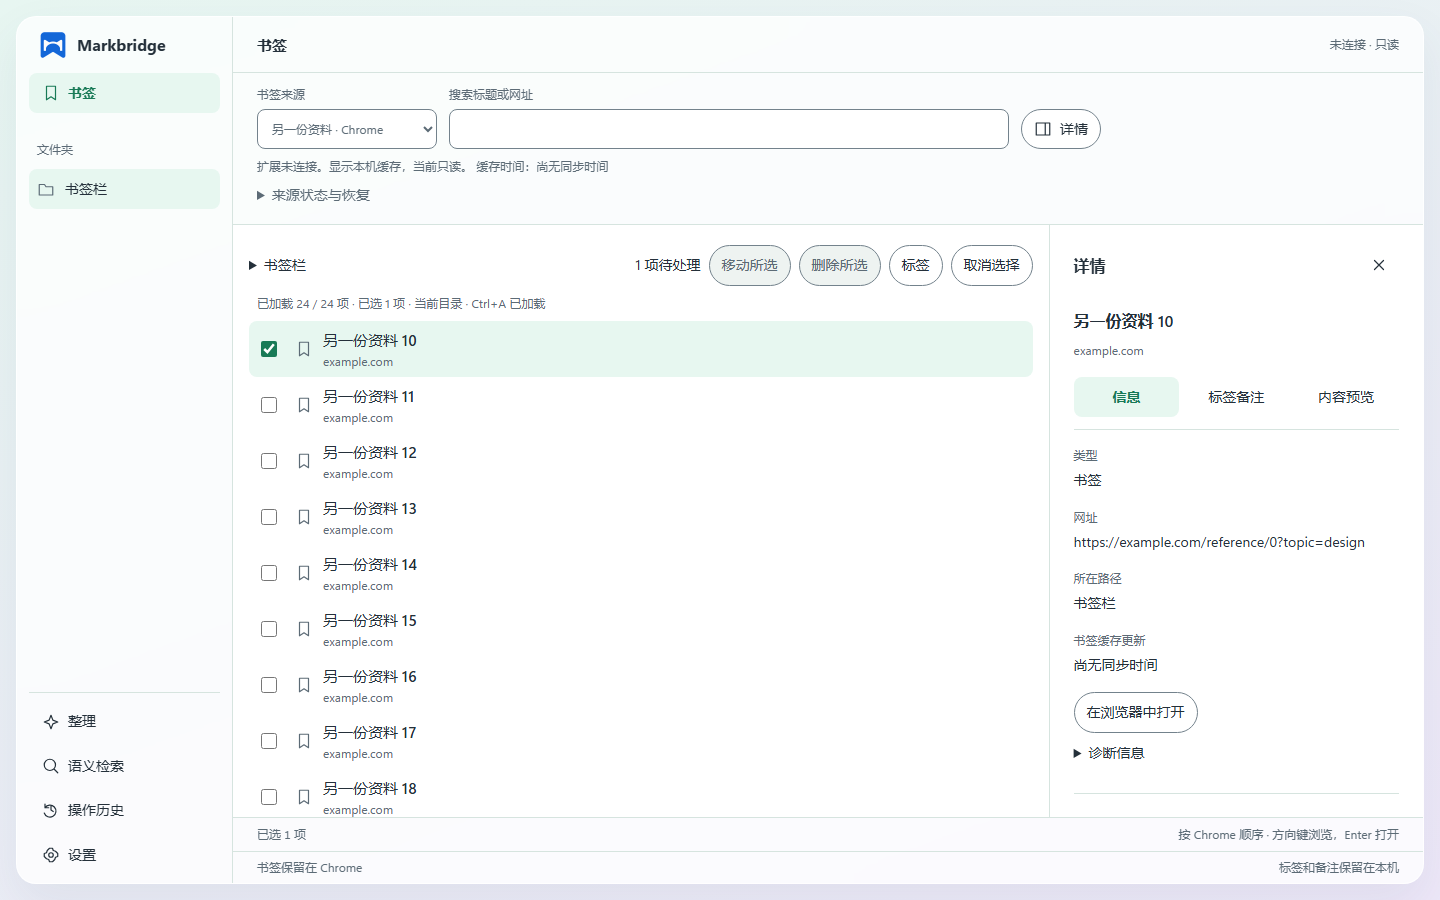 Markbridge
书签
文件夹
书签栏
整理
语义检索
操作历史
设置
书签
未连接 · 只读
书签来源
搜索标题或网址
另一份资料 · Chrome
详情
扩展未连接。显示本机缓存，当前只读。 缓存时间：尚无同步时间
来源状态与恢复
书签栏
1 项待处理
移动所选
删除所选
标签
取消选择
已加载 24 / 24 项 · 已选 1 项 · 当前目录 · Ctrl+A 已加载
另一份资料 10
example.com
另一份资料 11
example.com
另一份资料 12
example.com
另一份资料 13
example.com
另一份资料 14
example.com
另一份资料 15
example.com
另一份资料 16
example.com
另一份资料 17
example.com
另一份资料 18
example.com
详情
另一份资料 10
example.com
信息
标签备注
内容预览
类型
书签
网址
https://example.com/reference/0?topic=design
所在路径
书签栏
书签缓存更新
尚无同步时间
在浏览器中打开
诊断信息
已选 1 项
按 Chrome 顺序 · 方向键浏览，Enter 打开
书签保留在 Chrome
标签和备注保留在本机